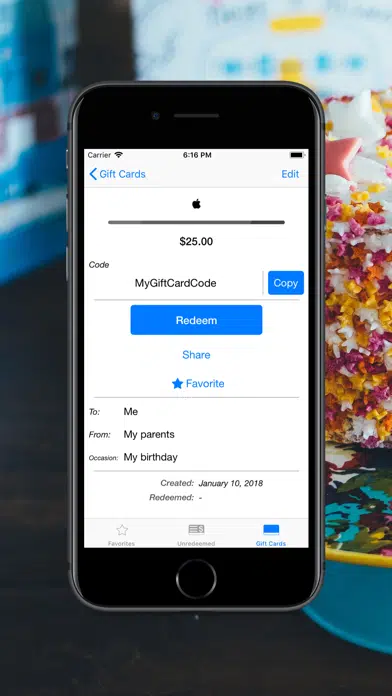 Carrier 6:16 PM
Gift Cards Edit
$25.00
Code
MyGiftCardCode Copy
Redeem
Share
Favorite
To: Me
From: My parents
Occasion: My birthday
Created: January 10, 2018
Redeemed: -
Favorites Unredeemed Gift Cards